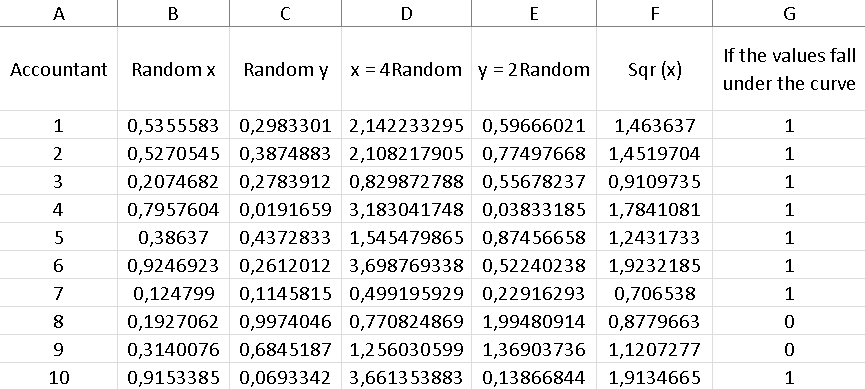 A B C D E F G
Accountant Random x Random y x = 4Random y = 2Random Sqr (x) If the values fall under the curve
1 0,5355583 0,2983301 2,142233295 0,59666021 1,463637 1
2 0,5270545 0,3874883 2,108217905 0,77497668 1,4519704 1
3 0,2074682 0,2783912 0,829872788 0,55678237 0,9109735 1
4 0,7957604 0,0191659 3,183041748 0,03833185 1,7841081 1
5 0,38637 0,4372833 1,545479865 0,87456658 1,2431733 1
6 0,9246923 0,2612012 3,698769338 0,52240238 1,9232185 1
7 0,124799 0,1145815 0,499195929 0,22916293 0,706538 1
8 0,1927062 0,9974046 0,770824869 1,99480914 0,8779663 0
9 0,3140076 0,6845187 1,256030599 1,36903736 1,1207277 0
10 0,9153385 0,0693342 3,661353883 0,13866844 1,9134665 1